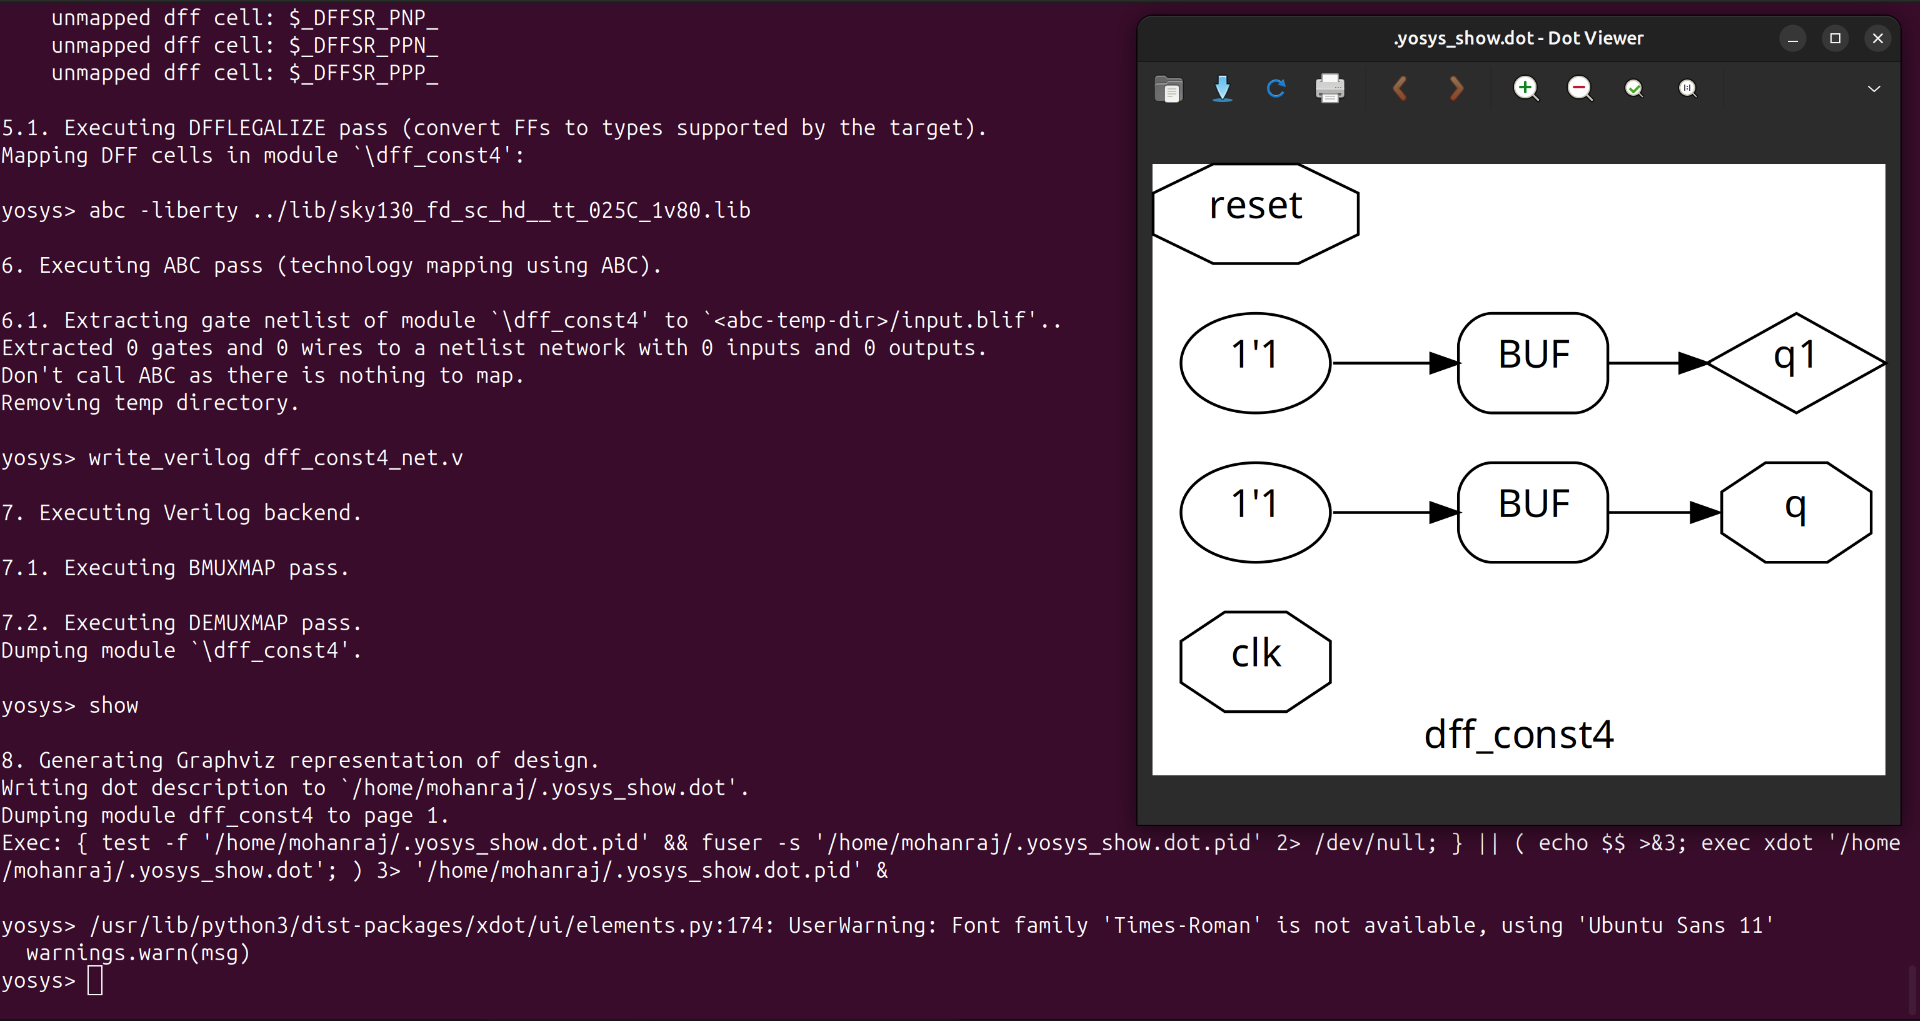 unmapped dff cell: $_DFFSR_PNP_
unmapped dff cell: $_DFFSR_PPN_
unmapped dff cell: $_DFFSR_PPP_
5.1. Executing DFFLEGALIZE pass (convert FFs to types supported by the target).
Mapping DFF cells in module `\dff_const4':
yosys> abc -liberty ../lib/sky130_fd_sc_hd__tt_025C_1v80.lib
6. Executing ABC pass (technology mapping using ABC).
6.1. Extracting gate netlist of module `\dff_const4' to `<abc-temp-dir>/input.blif'..
Extracted 0 gates and 0 wires to a netlist network with 0 inputs and 0 outputs.
Don't call ABC as there is nothing to map.
Removing temp directory.
yosys> write_verilog dff_const4_net.v
7. Executing Verilog backend.
7.1. Executing BMUXMAP pass.
7.2. Executing DEMUXMAP pass.
Dumping module `\dff_const4'.
yosys> show
8. Generating Graphviz representation of design.
Writing dot description to `/home/mohanraj/.yosys_show.dot'.
Dumping module dff_const4 to page 1.
Exec: { test -f '/home/mohanraj/.yosys_show.dot.pid' && fuser -s '/home/mohanraj/.yosys_show.dot.pid' 2> /dev/null; } || ( echo $$ >&3; exec xdot '/home
/mohanraj/.yosys_show.dot'; ) 3> '/home/mohanraj/.yosys_show.dot.pid' &
yosys> /usr/lib/python3/dist-packages/xdot/ui/elements.py:174: UserWarning: Font family 'Times-Roman' is not available, using 'Ubuntu Sans 11'
warnings.warn(msg)
yosys>
.yosys_show.dot - Dot Viewer
reset
1'1 BUF q1
1'1 BUF q
clk
dff_const4